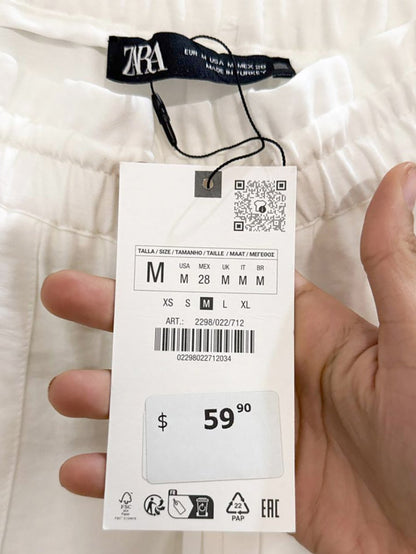 ZARA
EUR M USA M MEX 28
MADE IN TURKEY
TALLA / SIZE / TAMANHO / TAILLE / MAAT / ΜΕΓΕΘΟΣ
M
USA MEX UK IT BR
M 28 M M M
XS S M L XL
ART.: 2298/022/712
02298022712034
$ 59 90
FSC
22
PAP
EAC